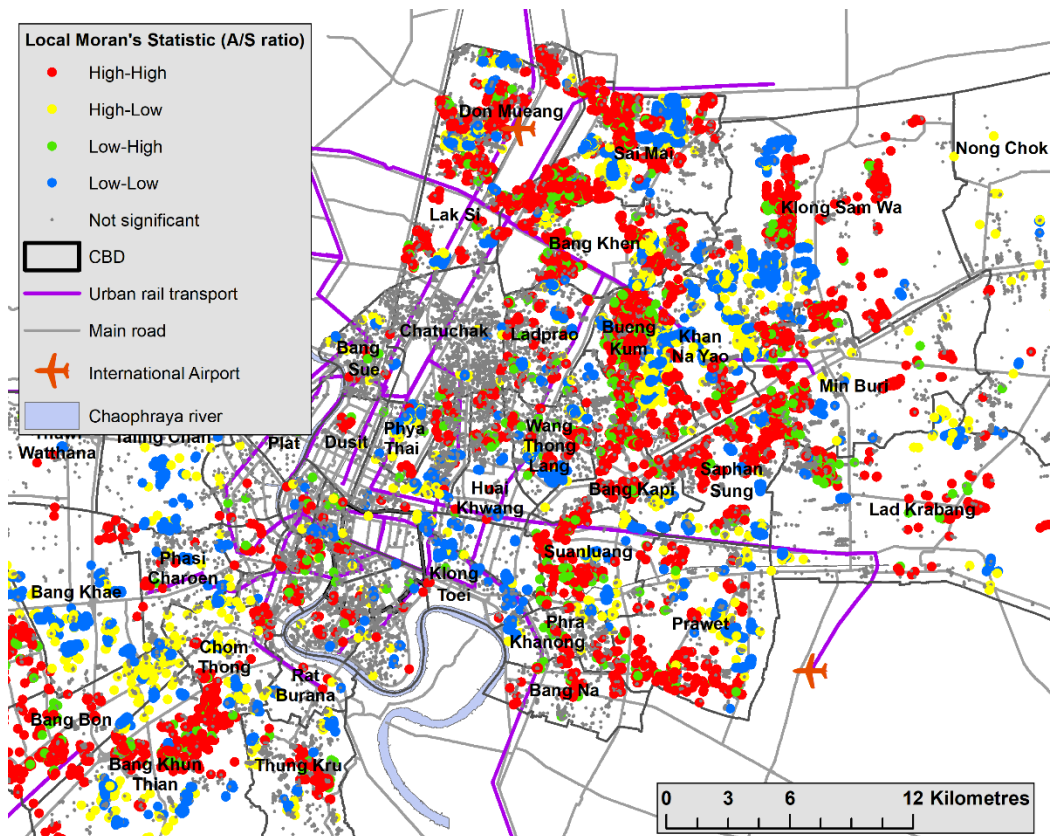 Local Moran's Statistic (A/S ratio)
High-High
High-Low
Low-High
Low-Low
Not significant
CBD
Urban rail transport
Main road
International Airport
Chaophraya river
Don Mueang
Sai Mai
Nong Chok
Klong Sam Wa
Lak Si
Bang Khen
Chatuchak
Ladprao
Bueng
Kum
Khan
Na Yao
Bang
Sue
Min Buri
Watthana
Taling Chan
Plat
Dusit
Phya
Thai
Wang
Thong
Lang
Huai
Khwang
Bang Kapi
Saphan
Sung
Lad Krabang
Phasi
Charoen
Suanluang
Bang Khae
Klong
Toei
Phra
Khanong
Prawet
Chom
Thong
Rat
Burana
Bang Na
Bang Bon
Bang Khun
Thian
Thung Kru
0 3 6 12 Kilometres